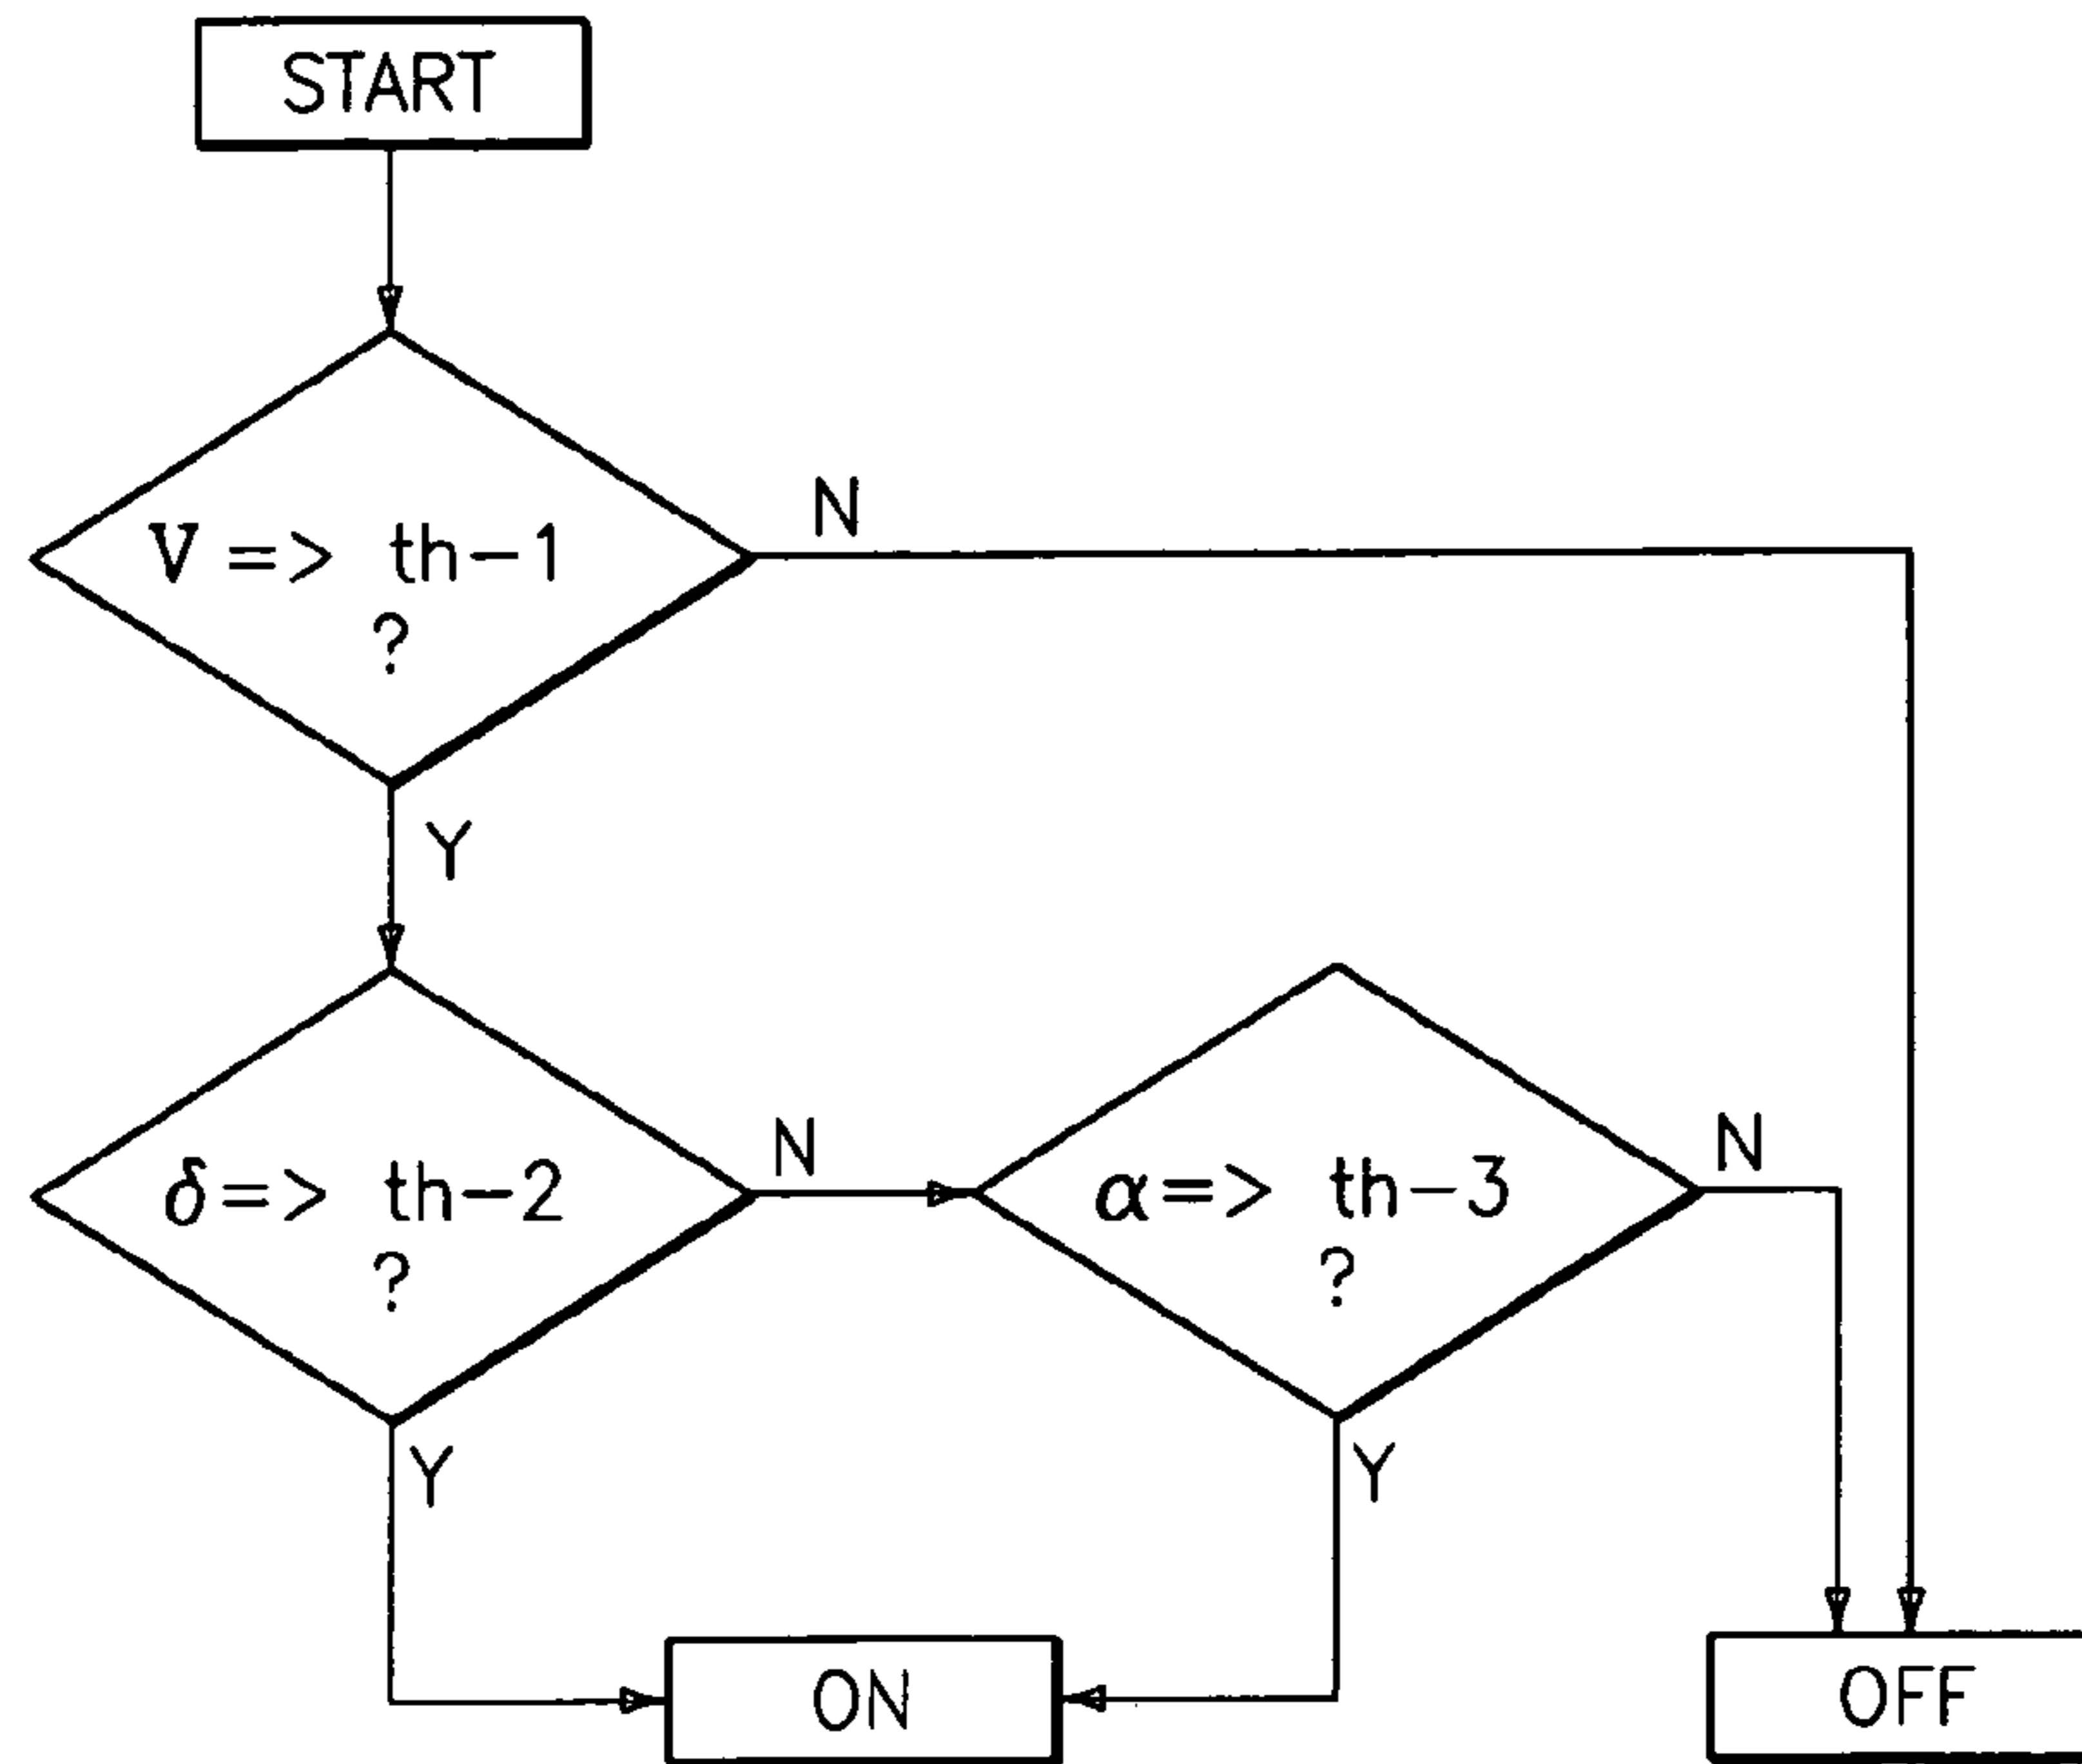 START
V => th-1
?
N
Y
δ=> th-2
?
N
α=> th-3
?
N
Y
Y
ON
OFF